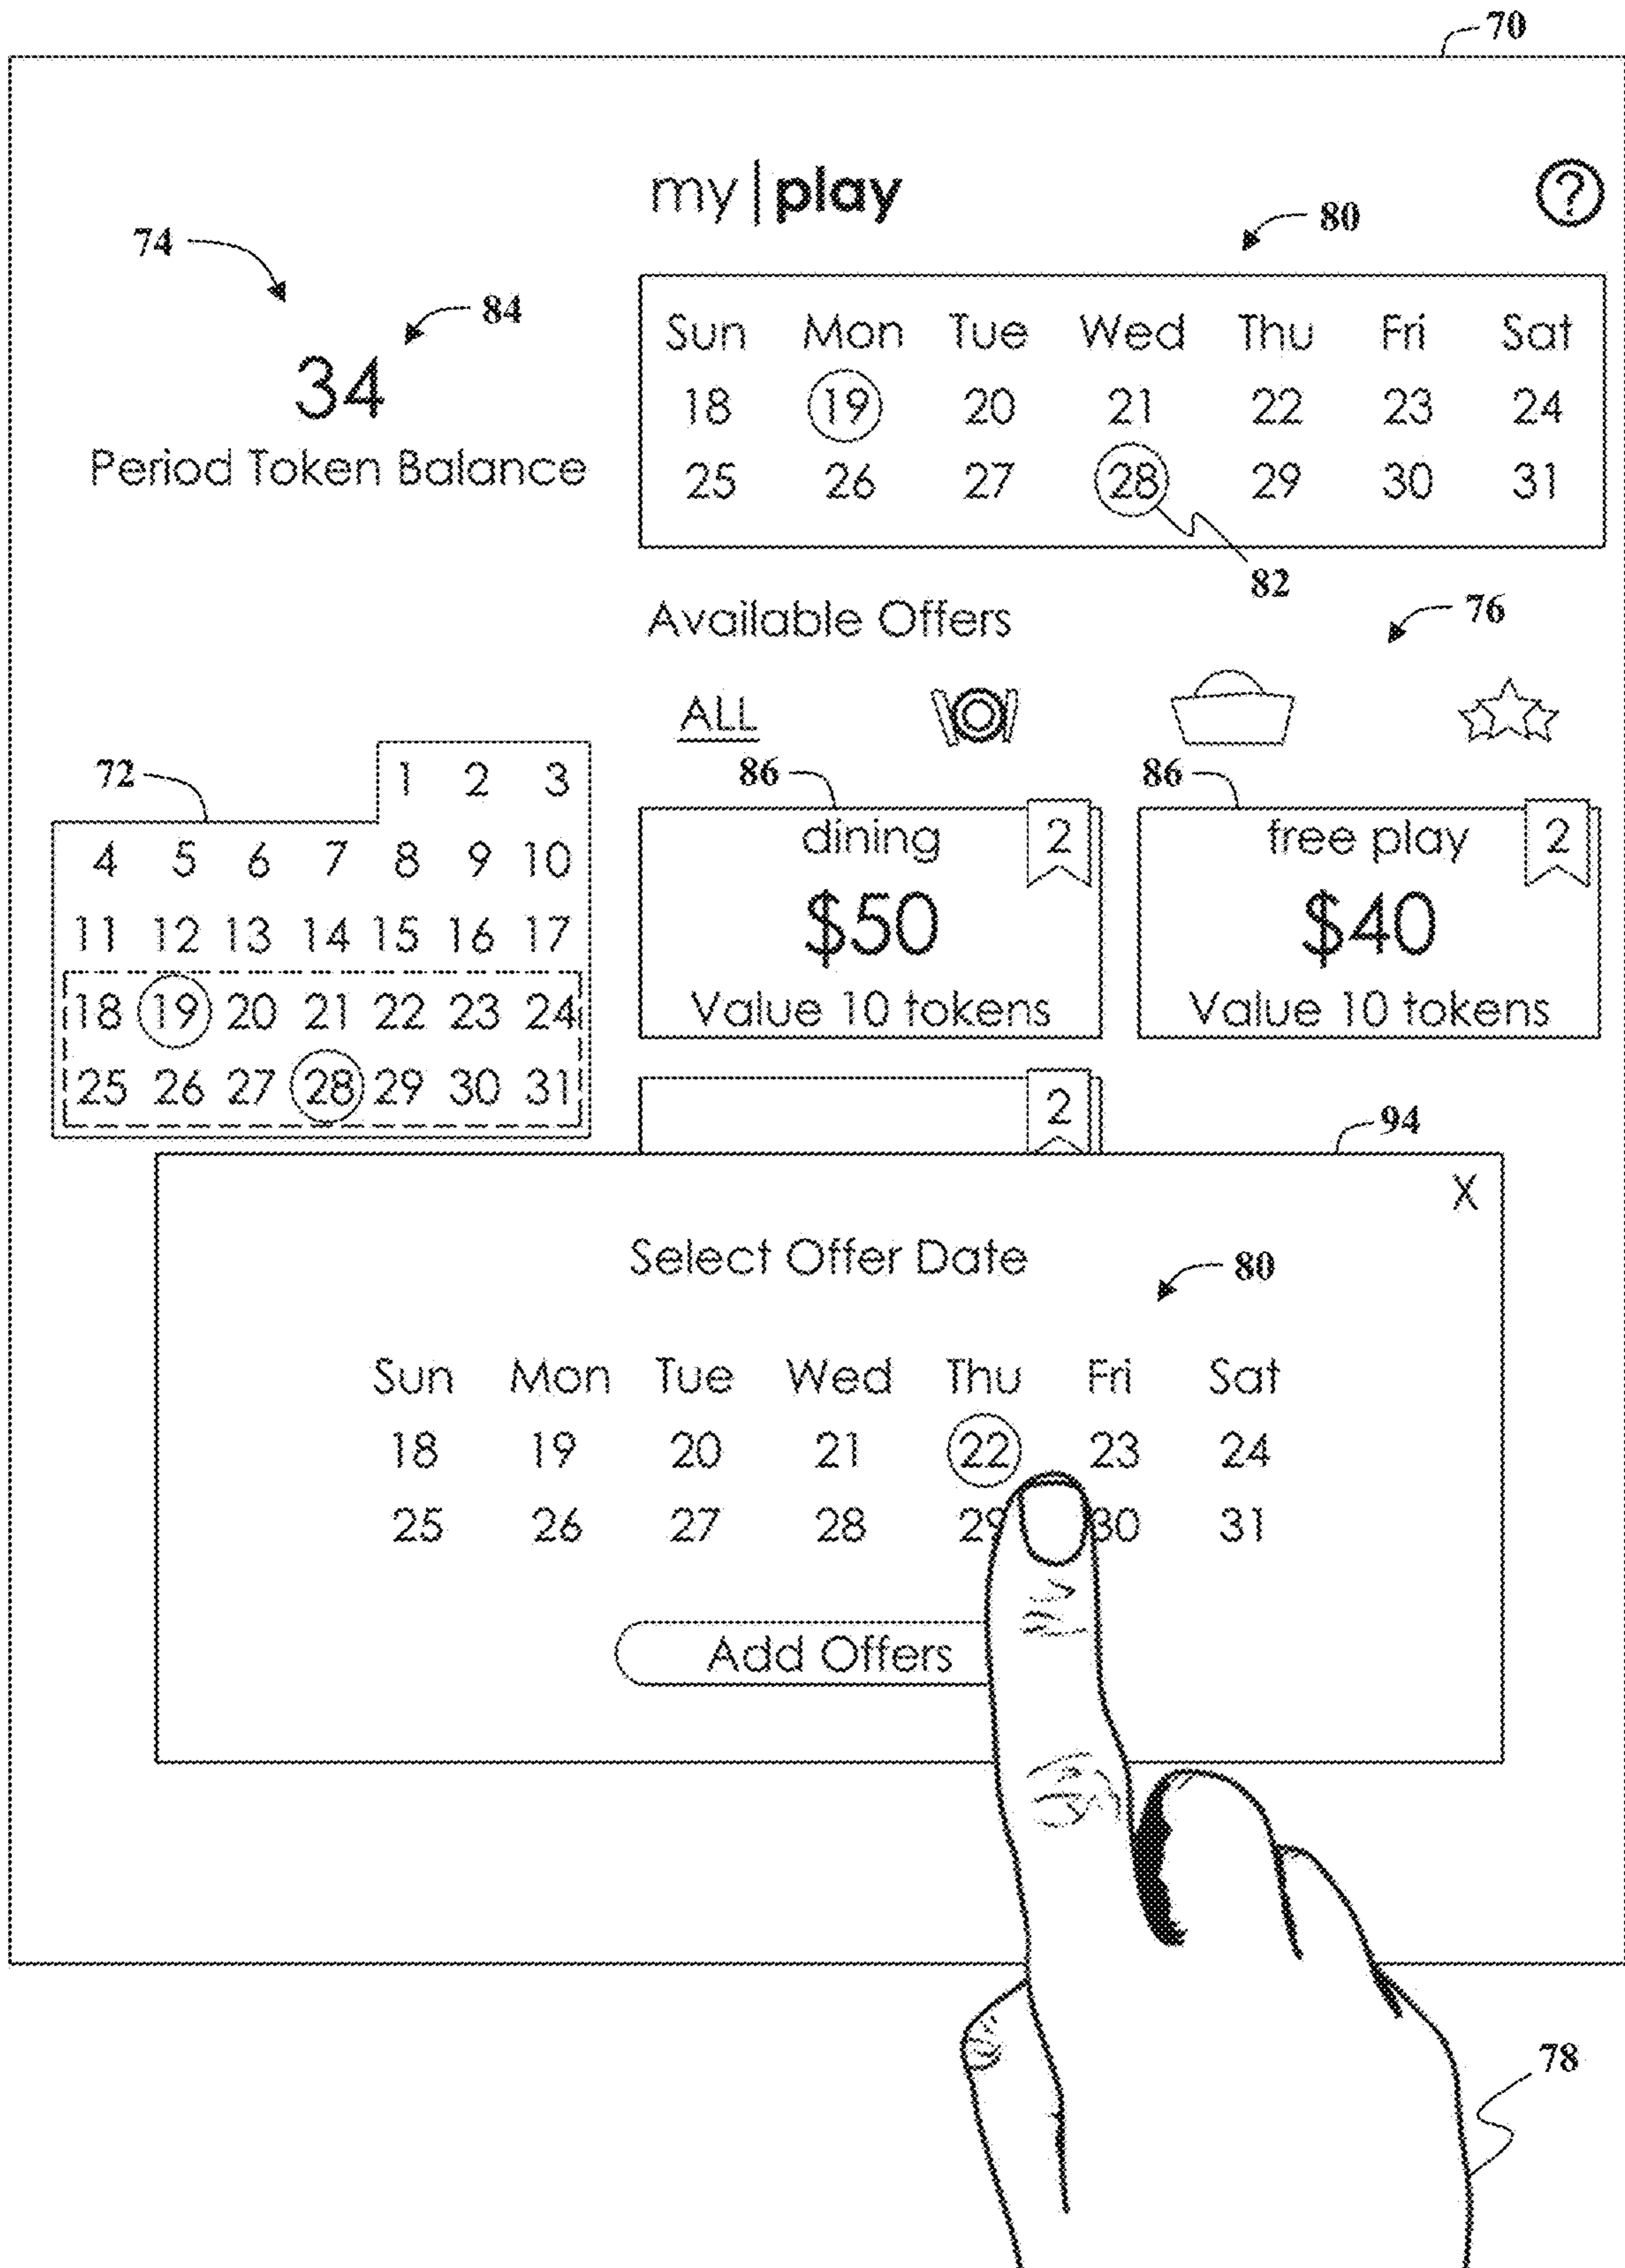 70
my | play
?
74
80
84
34
Period Token Balance
Sun Mon Tue Wed Thu Fri Sat
18 19 20 21 22 23 24
25 26 27 28 29 30 31
82
Available Offers
76
ALL
72
1 2 3
4 5 6 7 8 9 10
11 12 13 14 15 16 17
18 19 20 21 22 23 24
25 26 27 28 29 30 31
86
dining
2
$50
Value 10 tokens
86
free play
2
$40
Value 10 tokens
2
94
X
Select Offer Date
80
Sun Mon Tue Wed Thu Fri Sat
18 19 20 21 22 23 24
25 26 27 28 29 30 31
Add Offers
78